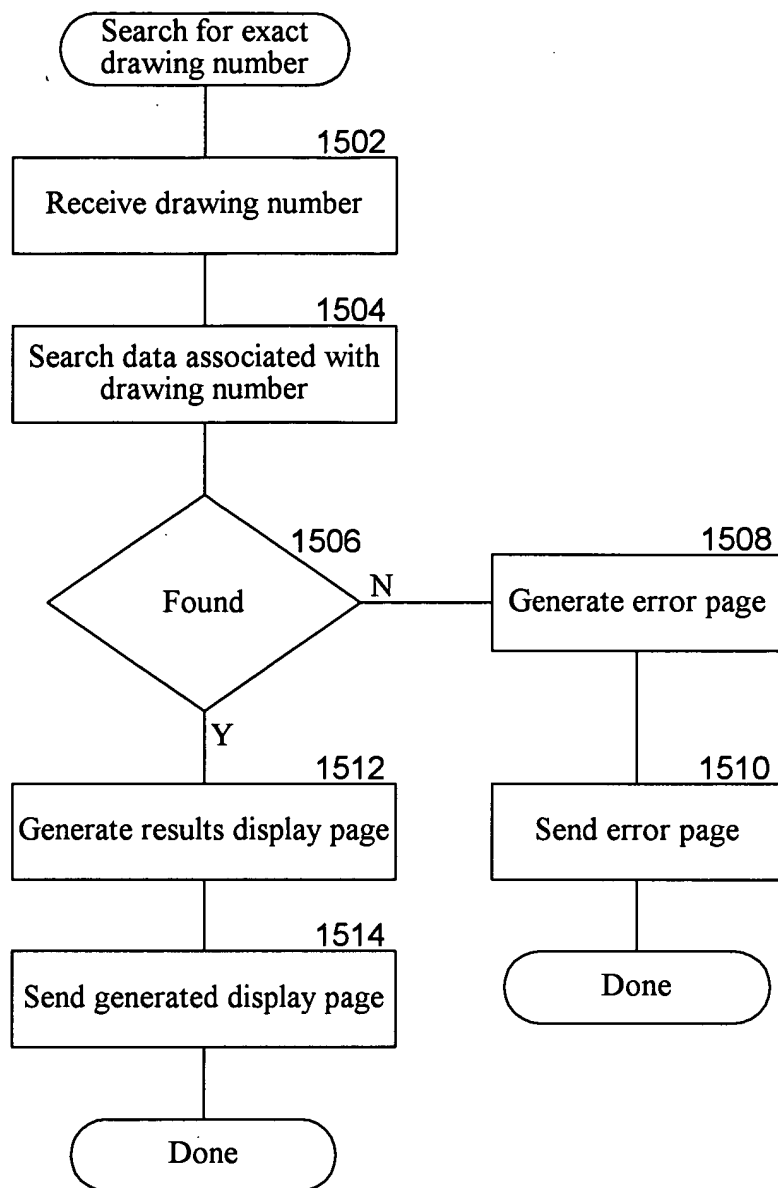 Search for exact
drawing number
1502
Receive drawing number
1504
Search data associated with
drawing number
1506
Found
N
1508
Generate error page
Y
1512
Generate results display page
1510
Send error page
1514
Send generated display page
Done
Done